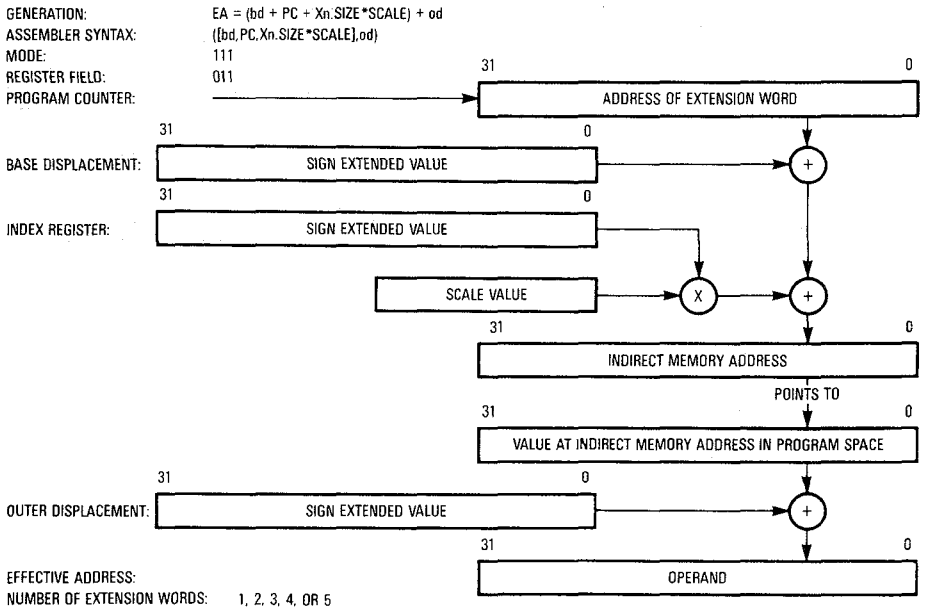 GENERATION: EA = (bd + PC + Xn.SIZE*SCALE) + od
ASSEMBLER SYNTAX: ([bd,PC,Xn.SIZE*SCALE],od)
MODE: 111
REGISTER FIELD: 011
31 0
PROGRAM COUNTER: ADDRESS OF EXTENSION WORD
31 0
BASE DISPLACEMENT: SIGN EXTENDED VALUE +
31 0
INDEX REGISTER: SIGN EXTENDED VALUE
SCALE VALUE X +
31 0
INDIRECT MEMORY ADDRESS
POINTS TO
31 0
VALUE AT INDIRECT MEMORY ADDRESS IN PROGRAM SPACE
31 0
OUTER DISPLACEMENT: SIGN EXTENDED VALUE +
31 0
EFFECTIVE ADDRESS: OPERAND
NUMBER OF EXTENSION WORDS: 1, 2, 3, 4, OR 5